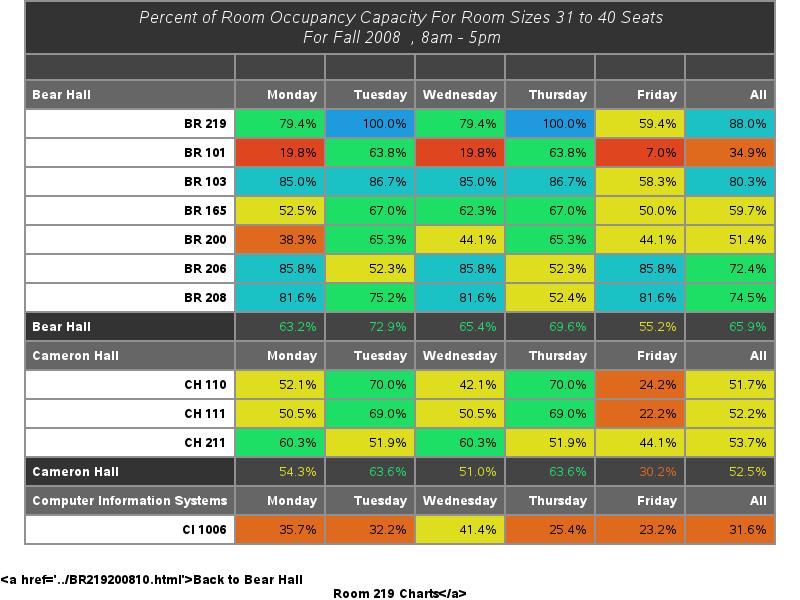 Percent of Room Occupancy Capacity For Room Sizes 31 to 40 Seats
For Fall 2008 , 8am - 5pm
Bear Hall Monday Tuesday Wednesday Thursday Friday All
BR 219 79.4% 100.0% 79.4% 100.0% 59.4% 88.0%
BR 101 19.8% 63.8% 19.8% 63.8% 7.0% 34.9%
BR 103 85.0% 86.7% 85.0% 86.7% 58.3% 80.3%
BR 165 52.5% 67.0% 62.3% 67.0% 50.0% 59.7%
BR 200 38.3% 65.3% 44.1% 65.3% 44.1% 51.4%
BR 206 85.8% 52.3% 85.8% 52.3% 85.8% 72.4%
BR 208 81.6% 75.2% 81.6% 52.4% 81.6% 74.5%
Bear Hall 63.2% 72.9% 65.4% 69.6% 55.2% 65.9%
Cameron Hall Monday Tuesday Wednesday Thursday Friday All
CH 110 52.1% 70.0% 42.1% 70.0% 24.2% 51.7%
CH 111 50.5% 69.0% 50.5% 69.0% 22.2% 52.2%
CH 211 60.3% 51.9% 60.3% 51.9% 44.1% 53.7%
Cameron Hall 54.3% 63.6% 51.0% 63.6% 30.2% 52.5%
Computer Information Systems Monday Tuesday Wednesday Thursday Friday All
CI 1006 35.7% 32.2% 41.4% 25.4% 23.2% 31.6%
<a href='../BR219200810.html'>Back to Bear Hall
Room 219 Charts</a>